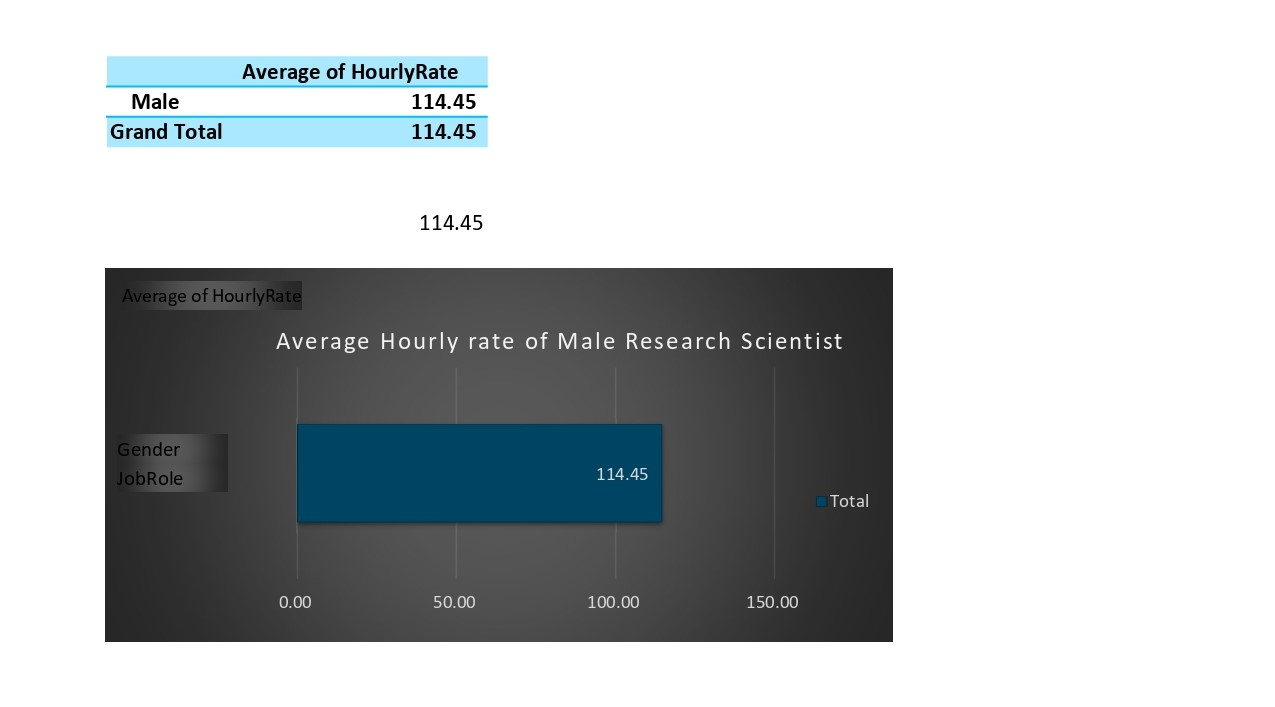 Average of HourlyRate
Male 114.45
Grand Total 114.45
114.45
Average of HourlyRate
Average Hourly rate of Male Research Scientist
Gender
JobRole
114.45
Total
0.00 50.00 100.00 150.00